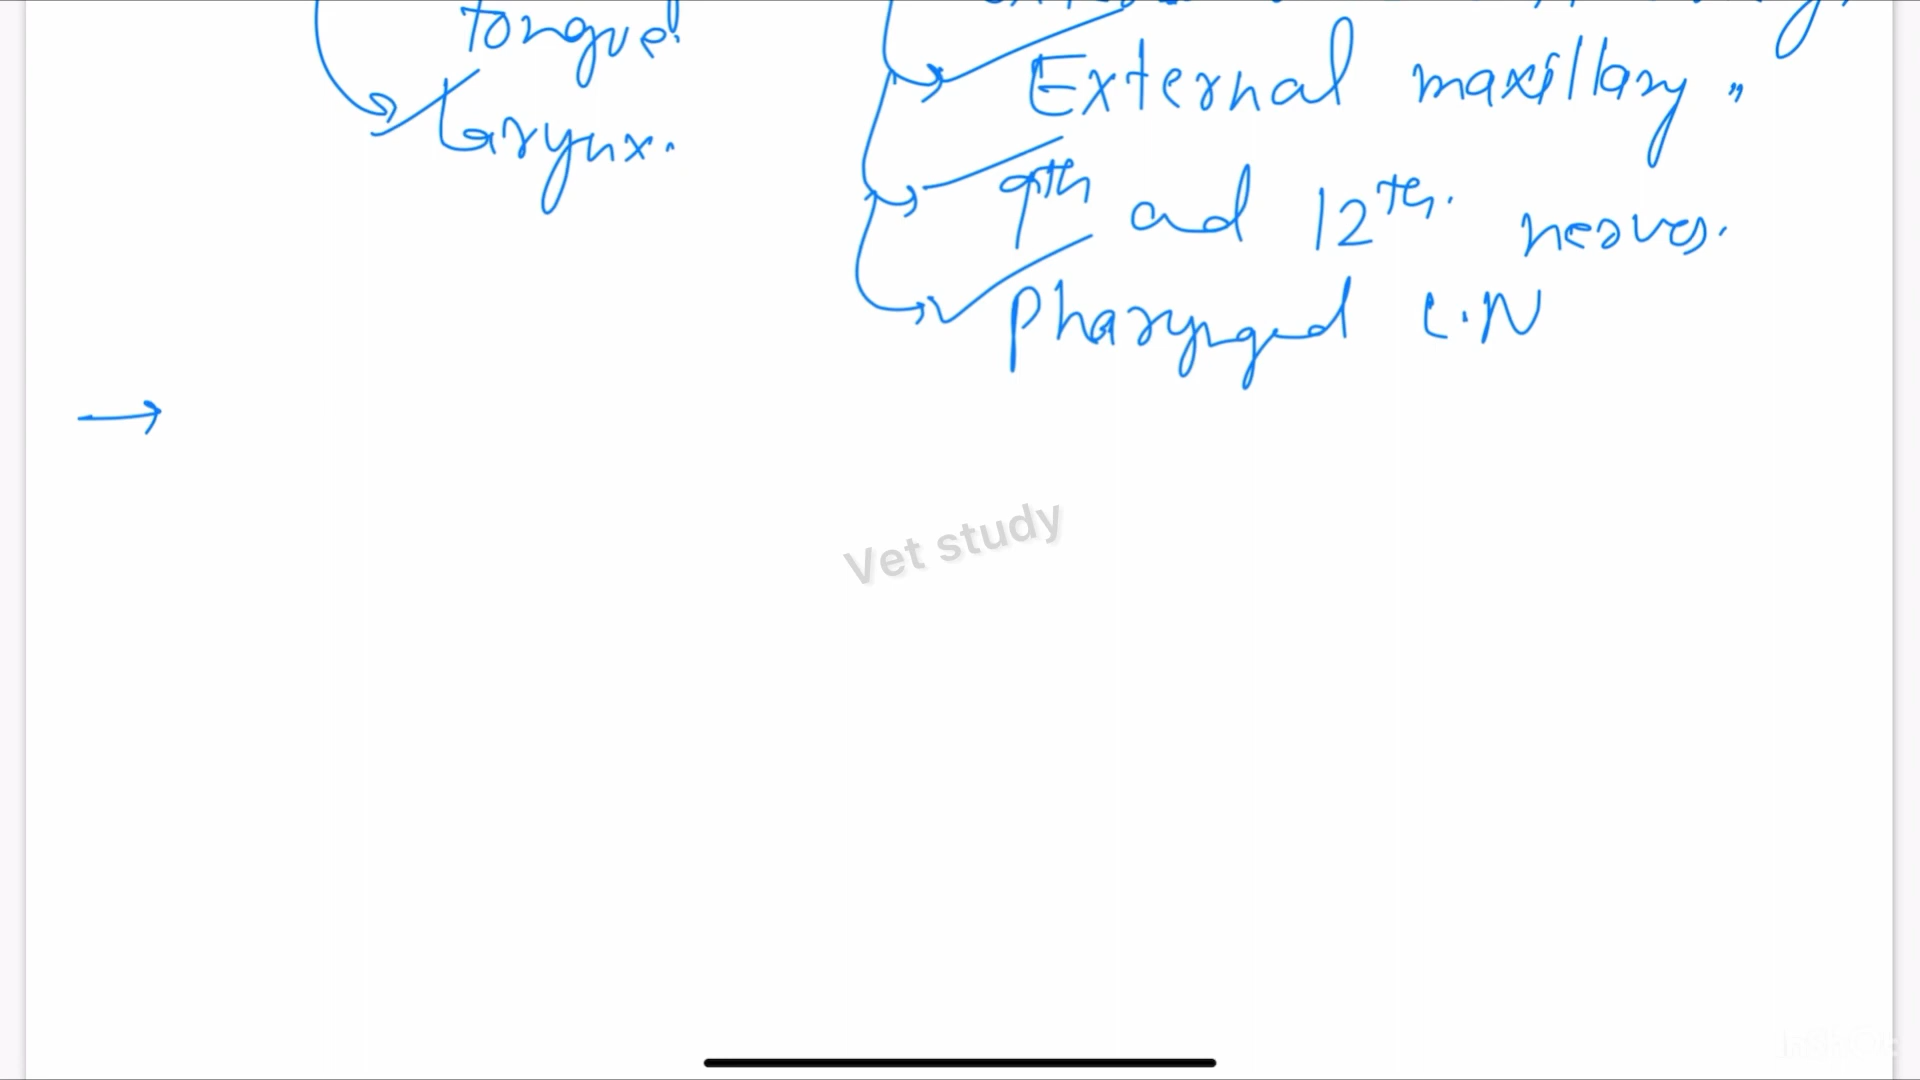 tongue.
Larynx.
External maxillary "
9th and 12th. nerves.
Pharyngeal L.N
Vet study